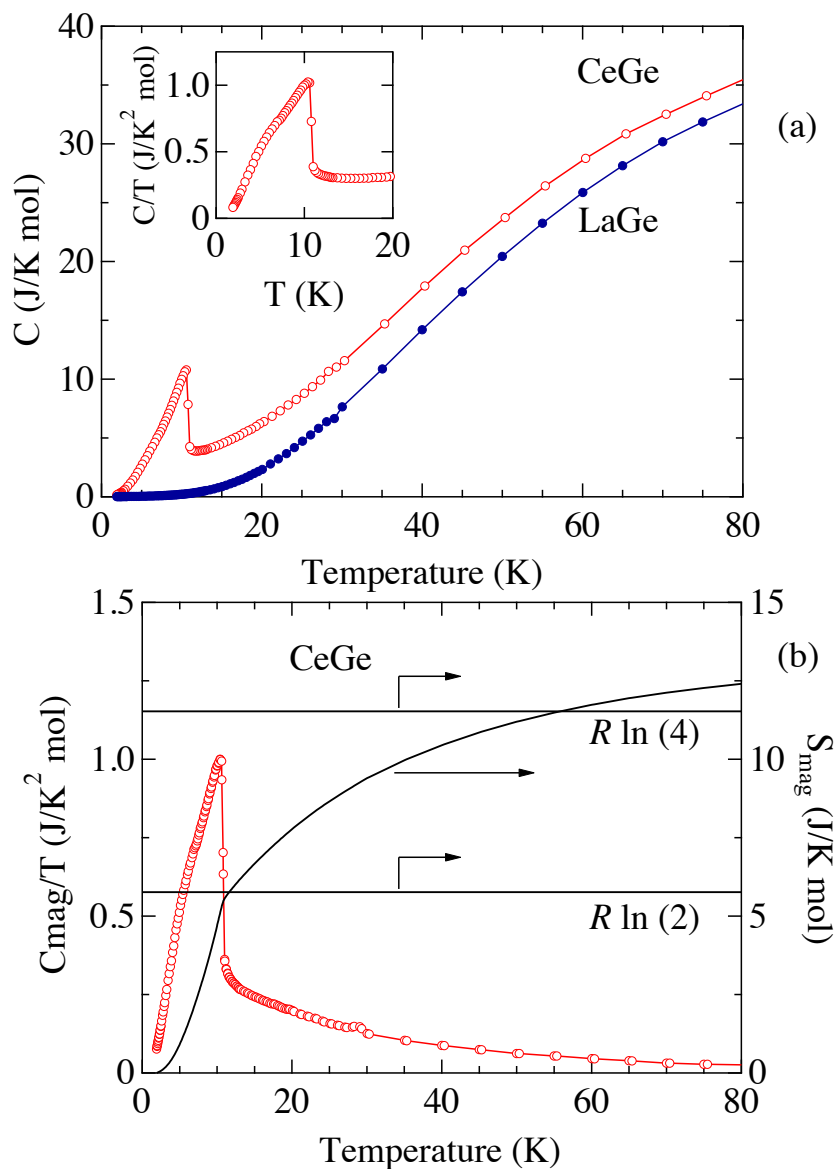 40
30
20
10
0
C (J/K mol)
1.0
0.5
0
C/T (J/K² mol)
0
10
20
T (K)
CeGe
LaGe
(a)
0
20
40
60
80
Temperature (K)
1.5
1.0
0.5
0
Cmag/T (J/K² mol)
CeGe
(b)
R ln (4)
R ln (2)
15
10
5
0
Smag (J/K mol)
20
40
60
80
Temperature (K)